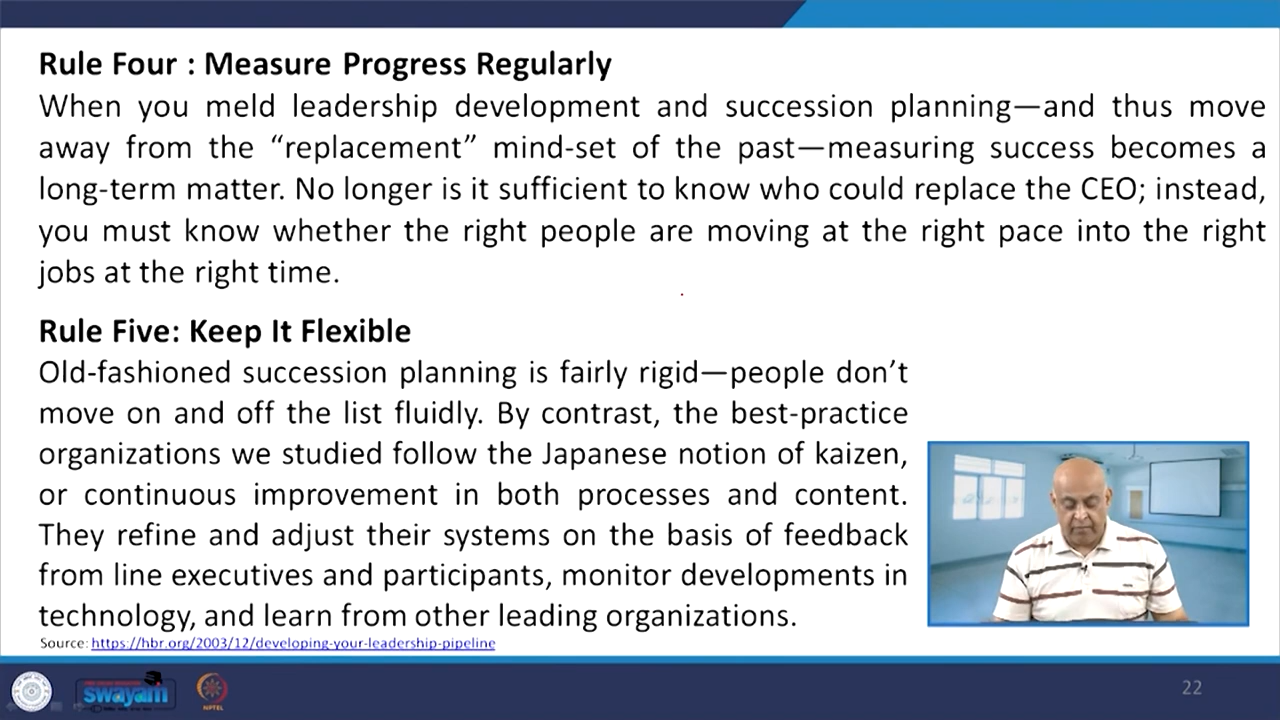 Rule Four : Measure Progress Regularly
When you meld leadership development and succession planning—and thus move
away from the “replacement” mind-set of the past—measuring success becomes a
long-term matter. No longer is it sufficient to know who could replace the CEO; instead,
you must know whether the right people are moving at the right pace into the right
jobs at the right time.
Rule Five: Keep It Flexible
Old-fashioned succession planning is fairly rigid—people don’t
move on and off the list fluidly. By contrast, the best-practice
organizations we studied follow the Japanese notion of kaizen,
or continuous improvement in both processes and content.
They refine and adjust their systems on the basis of feedback
from line executives and participants, monitor developments in
technology, and learn from other leading organizations.
Source: https://hbr.org/2003/12/developing-your-leadership-pipeline
swayam
NPTEL
22